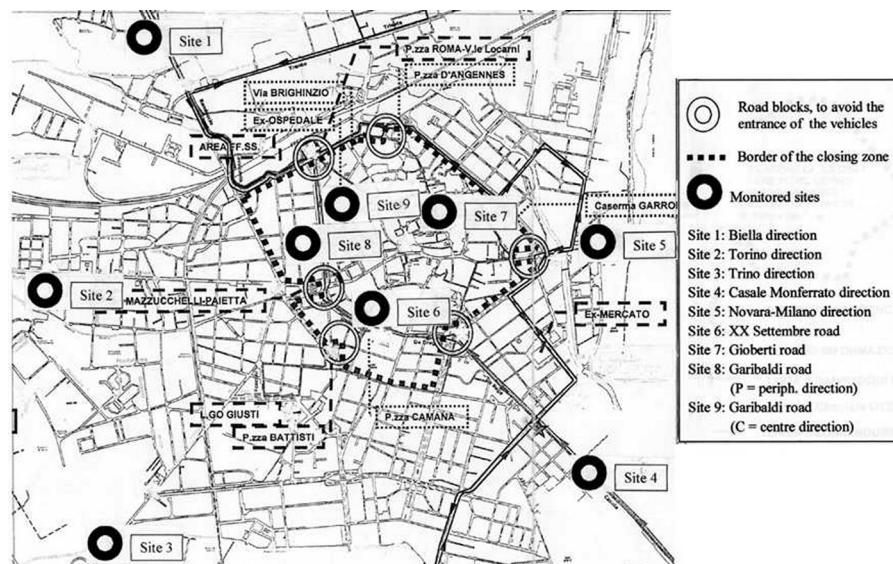 Site 1
Trieste
Trieste
P.zza ROMA-V.le Locarni
P.zza D'ANGENNES
Via BRIGHINZIO
Ex-OSPEDALE
AREA FF.SS.
Site 9
Site 7
Caserma GARROI
Site 8
Site 5
Site 2
MAZZUCCHELLI-PAIETTA
Site 6
Ex-MERCATO
L.GO GIUSTI
P.zza CAMANA
P.zza BATTISTI
Site 4
Site 3
Road blocks, to avoid the
entrance of the vehicles
Border of the closing zone
Monitored sites
Site 1: Biella direction
Site 2: Torino direction
Site 3: Trino direction
Site 4: Casale Monferrato direction
Site 5: Novara-Milano direction
Site 6: XX Settembre road
Site 7: Gioberti road
Site 8: Garibaldi road
(P = periph. direction)
Site 9: Garibaldi road
(C = centre direction)